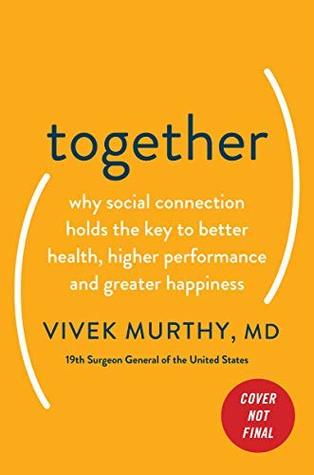 together
why social connection
holds the key to better
health, higher performance
and greater happiness
VIVEK MURTHY, MD
19th Surgeon General of the United States
COVER
NOT
FINAL